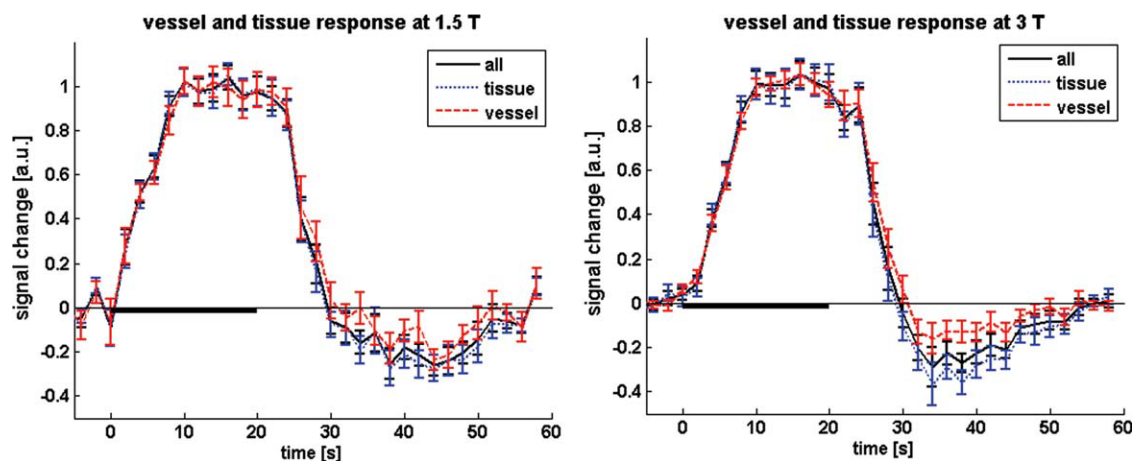 vessel and tissue response at 1.5 T
signal change [a.u.]
1
0.8
0.6
0.4
0.2
0
-0.2
-0.4
0
10
20
30
40
50
60
time [s]
all
tissue
vessel
vessel and tissue response at 3 T
signal change [a.u.]
1
0.8
0.6
0.4
0.2
0
-0.2
-0.4
0
10
20
30
40
50
60
time [s]
all
tissue
vessel